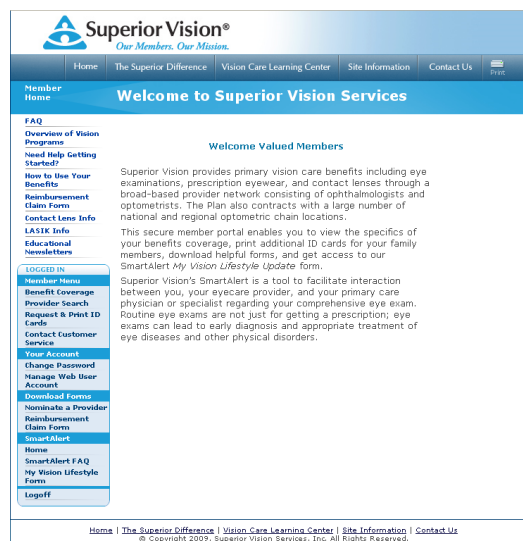 Superior Vision®
Our Members. Our Mission.
Home
The Superior Difference
Vision Care Learning Center
Site Information
Contact Us
Print
Member
Home
Welcome to Superior Vision Services
FAQ
Overview of Vision
Programs
Need Help Getting
Started?
How to Use Your
Benefits
Reimbursement
Claim Form
Contact Lens Info
LASIK Info
Educational
Newsletters
LOGGED IN
Member Menu
Benefit Coverage
Provider Search
Request & Print ID
Cards
Contact Customer
Service
Your Account
Change Password
Manage Web User
Account
Download Forms
Nominate a Provider
Reimbursement
Claim Form
SmartAlert
Home
SmartAlert FAQ
My Vision Lifestyle
Form
Logoff
Welcome Valued Members
Superior Vision provides primary vision care benefits including eye
examinations, prescription eyewear, and contact lenses through a
broad-based provider network consisting of ophthalmologists and
optometrists. The Plan also contracts with a large number of
national and regional optometric chain locations.
This secure member portal enables you to view the specifics of
your benefits coverage, print additional ID cards for your family
members, download helpful forms, and get access to our
SmartAlert My Vision Lifestyle Update form.
Superior Vision's SmartAlert is a tool to facilitate interaction
between you, your eyecare provider, and your primary care
physician or specialist regarding your comprehensive eye exam.
Routine eye exams are not just for getting a prescription; eye
exams can lead to early diagnosis and appropriate treatment of
eye diseases and other physical disorders.
Home | The Superior Difference | Vision Care Learning Center | Site Information | Contact Us
© Copyright 2009, Superior Vision Services, Inc. All Rights Reserved.